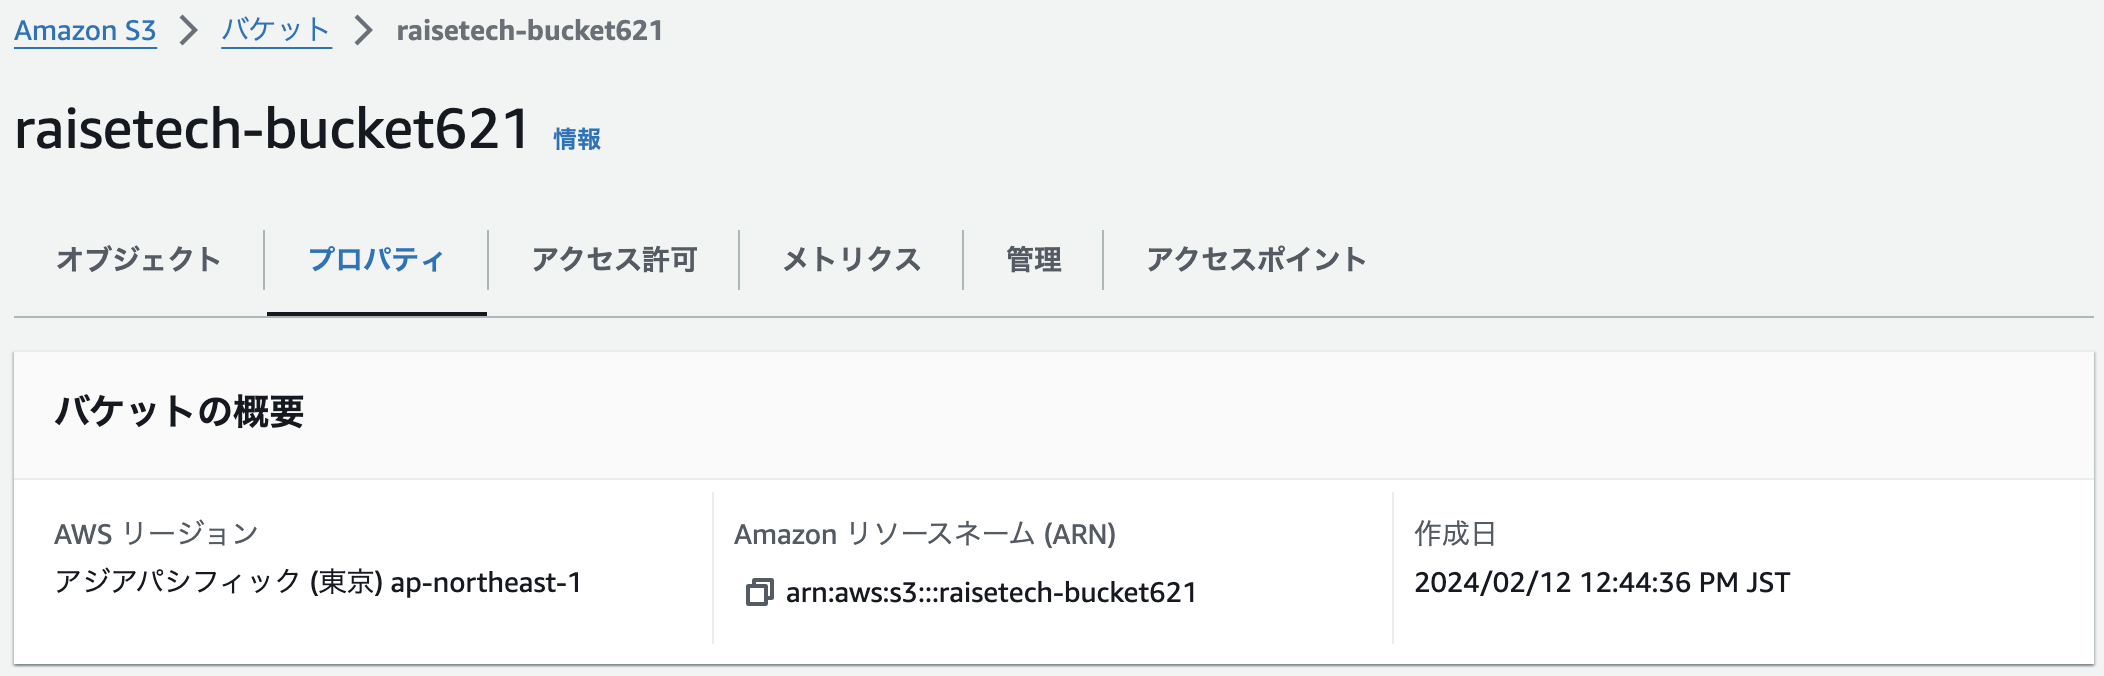 Amazon S3 > バケット > raisetech-bucket621
raisetech-bucket621 情報
オブジェクト プロパティ アクセス許可 メトリクス 管理 アクセスポイント
バケットの概要
AWS リージョン
アジアパシフィック (東京) ap-northeast-1
Amazon リソースネーム (ARN)
arn:aws:s3:::raisetech-bucket621
作成日
2024/02/12 12:44:36 PM JST